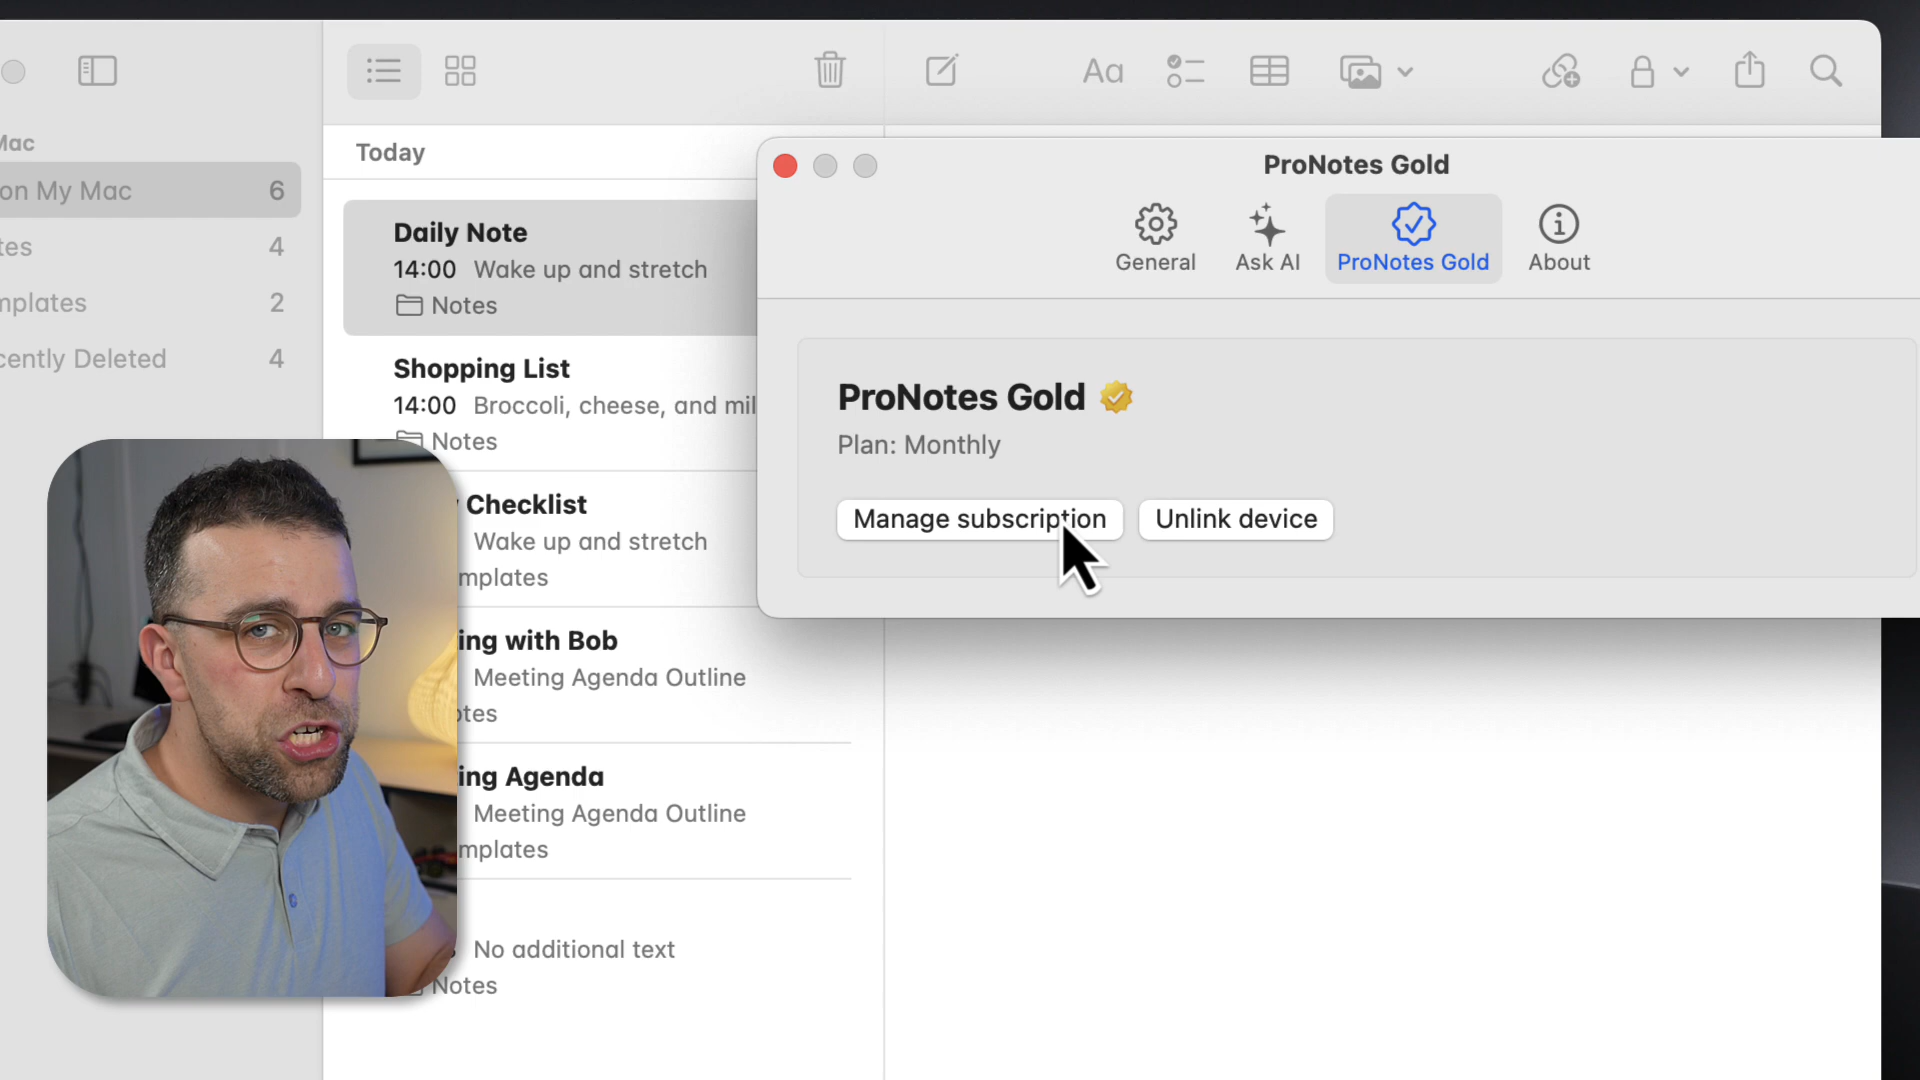 Mac
on My Mac 6
tes 4
mplates 2
cently Deleted 4
Today
Daily Note
14:00 Wake up and stretch
Notes
Shopping List
14:00 Broccoli, cheese, and mil
Notes
Checklist
Wake up and stretch
mplates
ing with Bob
Meeting Agenda Outline
otes
ing Agenda
Meeting Agenda Outline
mplates
No additional text
Notes
Aa
ProNotes Gold
General
Ask AI
ProNotes Gold
About
ProNotes Gold
Plan: Monthly
Manage subscription
Unlink device